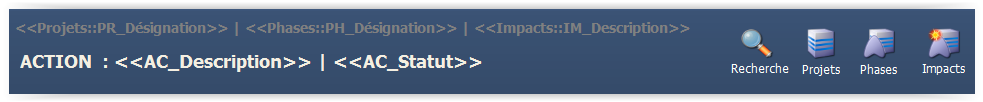 <<Projets::PR_Désignation>> | <<Phases::PH_Désignation>> | <<Impacts::IM_Description>>
ACTION : <<AC_Description>> | <<AC_Statut>>
Recherche Projets Phases Impacts